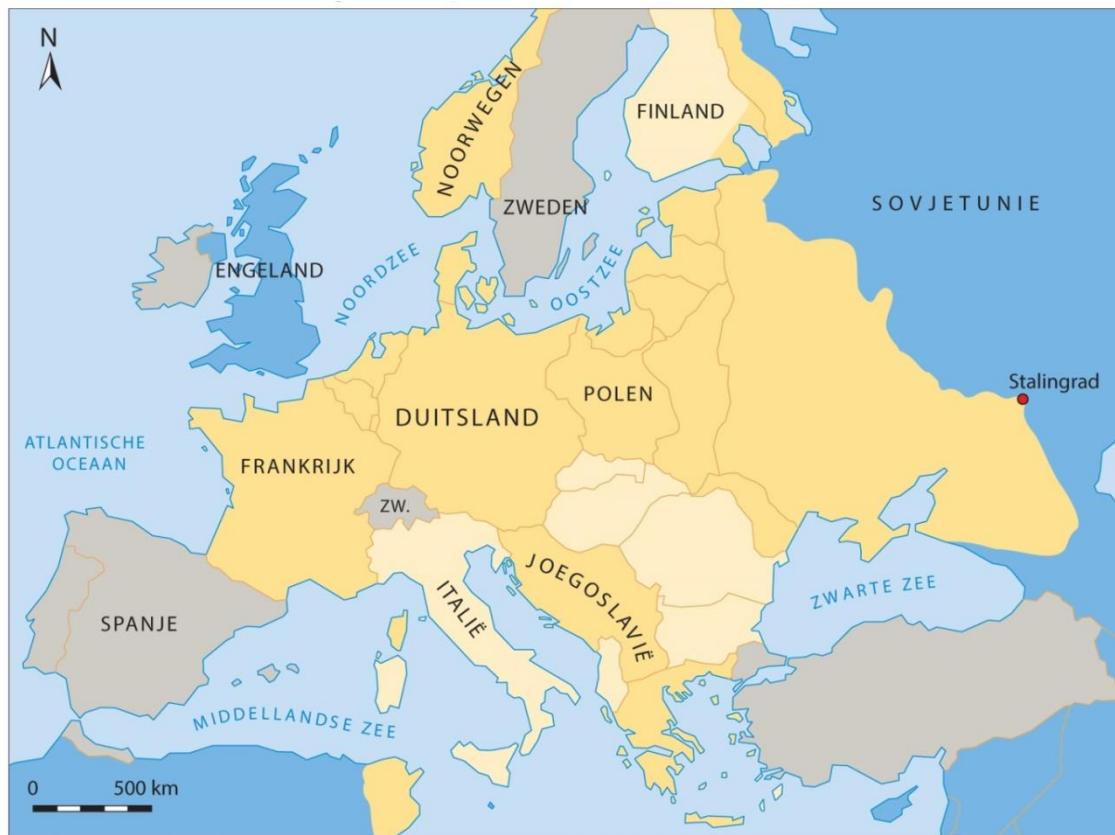 N
NOORWEGEN
FINLAND
ZWEDEN
SOVJETUNIE
ENGELAND
NOORDZEE
OOSTZEE
Stalingrad
POLEN
DUITSLAND
ATLANTISCHE
OCEAAN
FRANKRIJK
ZW.
JOEGOSLAVIË
ZWARTE ZEE
ITALIË
SPANJE
MIDDELLANDSE ZEE
0 500 km